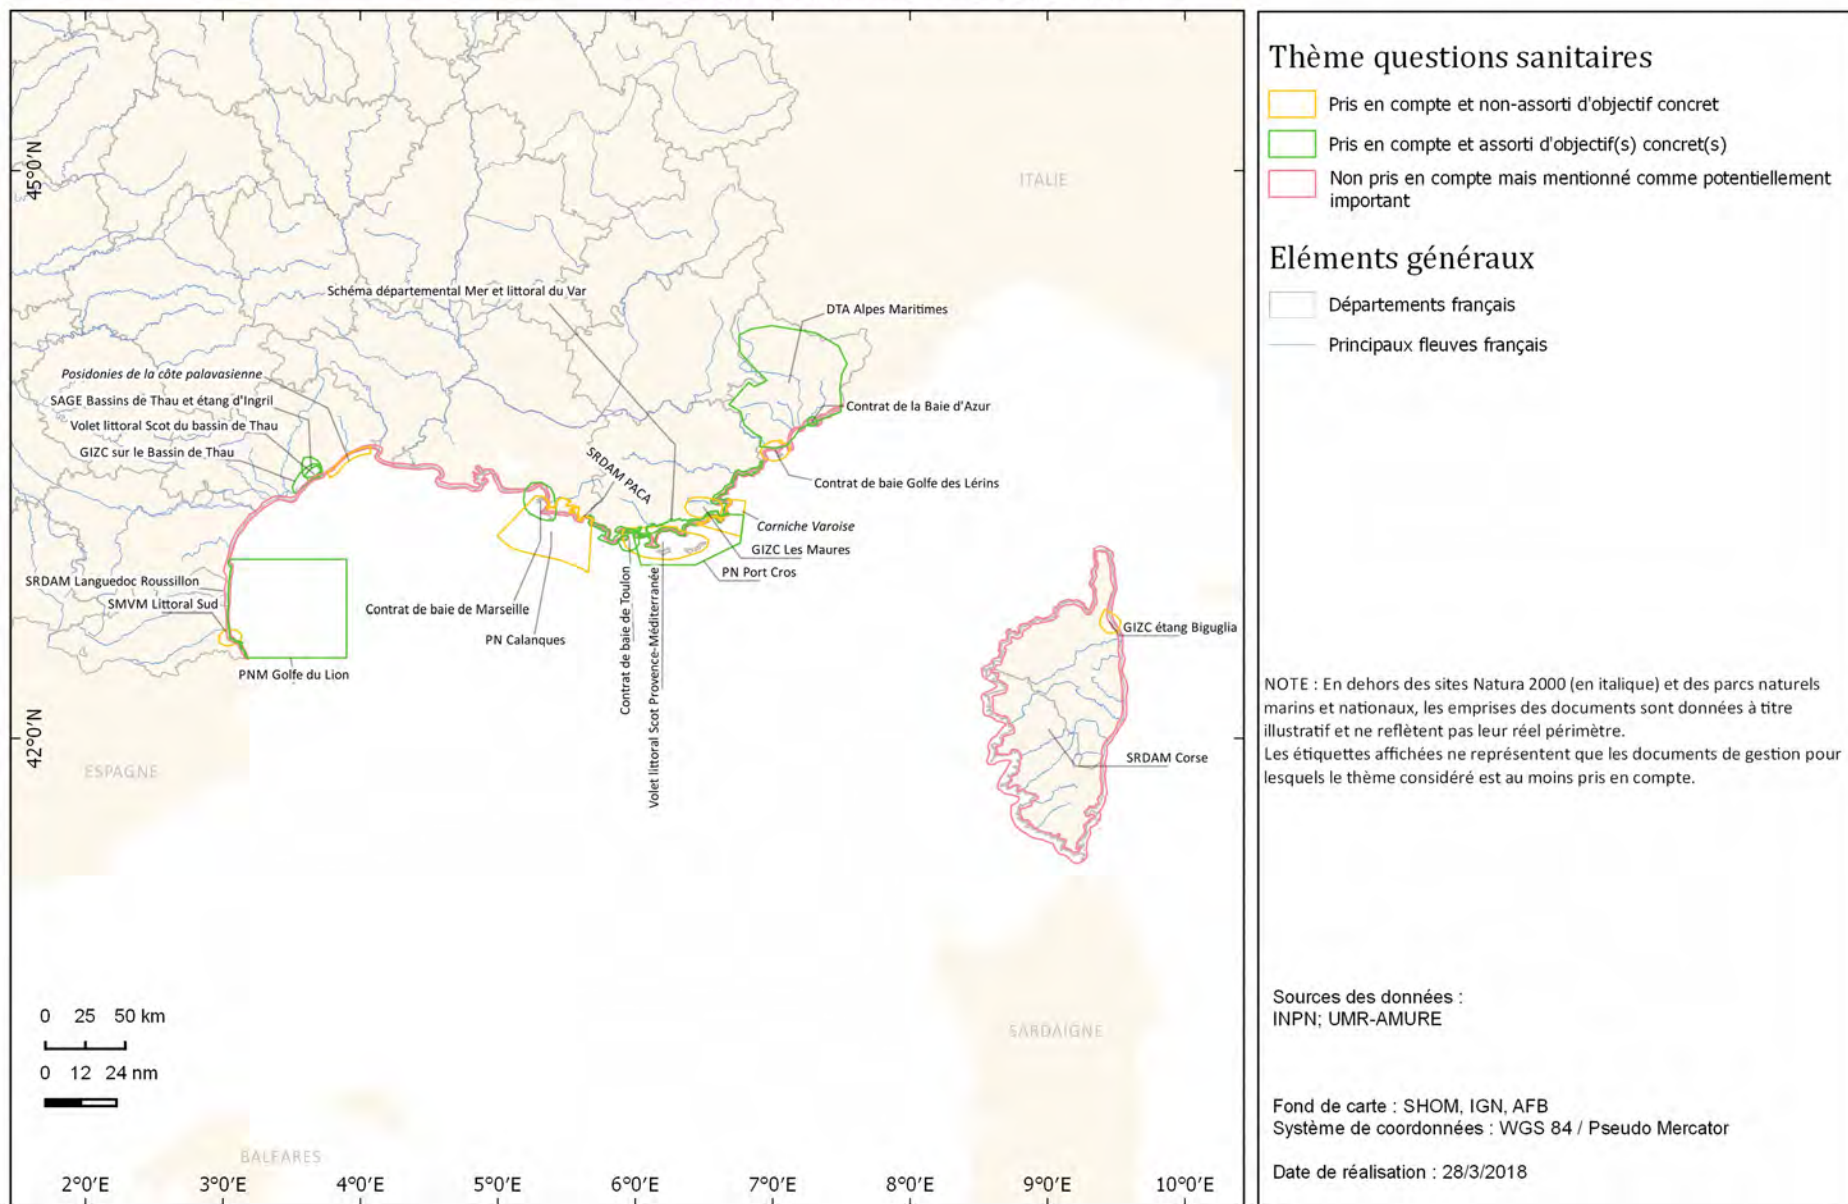 45°0'N
42°0'N
ITALIE
Schéma départemental Mer et littoral du Var
DTA Alpes Maritimes
Posidonies de la côte palavasienne
SAGE Bassins de Thau et étang d'Ingril
Volet littoral Scot du bassin de Thau
GIZC sur le Bassin de Thau
Contrat de la Baie d'Azur
SRDAM PACA
Contrat de baie Golfe des Lérins
Corniche Varoise
GIZC Les Maures
PN Port Cros
SRDAM Languedoc Roussillon
SMVM Littoral Sud
Contrat de baie de Marseille
PN Calanques
Contrat de baie de Toulon
Volet littoral Scot Provence-Méditerranée
GIZC étang Biguglia
PNM Golfe du Lion
SRDAM Corse
ESPAGNE
SARDAIGNE
BALEARES
0 25 50 km
0 12 24 nm
2°0'0"E 3°0'E 4°0'E 5°0'E 6°0'E 7°0'E 8°0'E 9°0'E 10°0'E
Thème questions sanitaires
Pris en compte et non-assorti d'objectif concret
Pris en compte et assorti d'objectif(s) concret(s)
Non pris en compte mais mentionné comme potentiellement
important
Eléments généraux
Départements français
Principaux fleuves français
NOTE : En dehors des sites Natura 2000 (en italique) et des parcs naturels
marins et nationaux, les emprises des documents sont données à titre
illustratif et ne reflètent pas leur réel périmètre.
Les étiquettes affichées ne représentent que les documents de gestion pour
lesquels le thème considéré est au moins pris en compte.
Sources des données :
INPN; UMR-AMURE
Fond de carte : SHOM, IGN, AFB
Système de coordonnées : WGS 84 / Pseudo Mercator
Date de réalisation : 28/3/2018